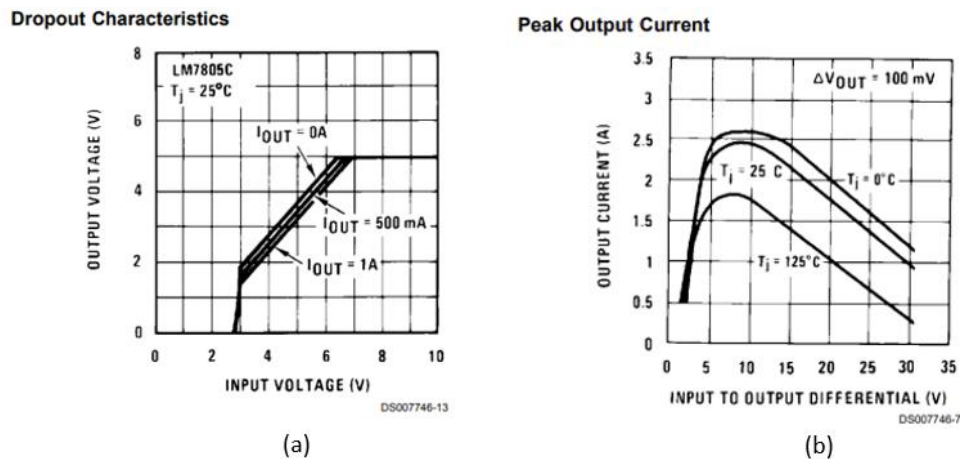 Dropout Characteristics
8
6
4
2
0
OUTPUT VOLTAGE (V)
LM7805C
Tj = 25°C
IOUT = 0A
IOUT = 500 mA
IOUT = 1A
0 2 4 6 8 10
INPUT VOLTAGE (V)
DS007746-13
(a)
Peak Output Current
3.5
3
2.5
2
1.5
1
0.5
0
OUTPUT CURRENT (A)
ΔVOUT = 100 mV
Tj = 25 C
Tj = 0°C
Tj = 125°C
0 5 10 15 20 25 30 35
INPUT TO OUTPUT DIFFERENTIAL (V)
DS007746-7
(b)